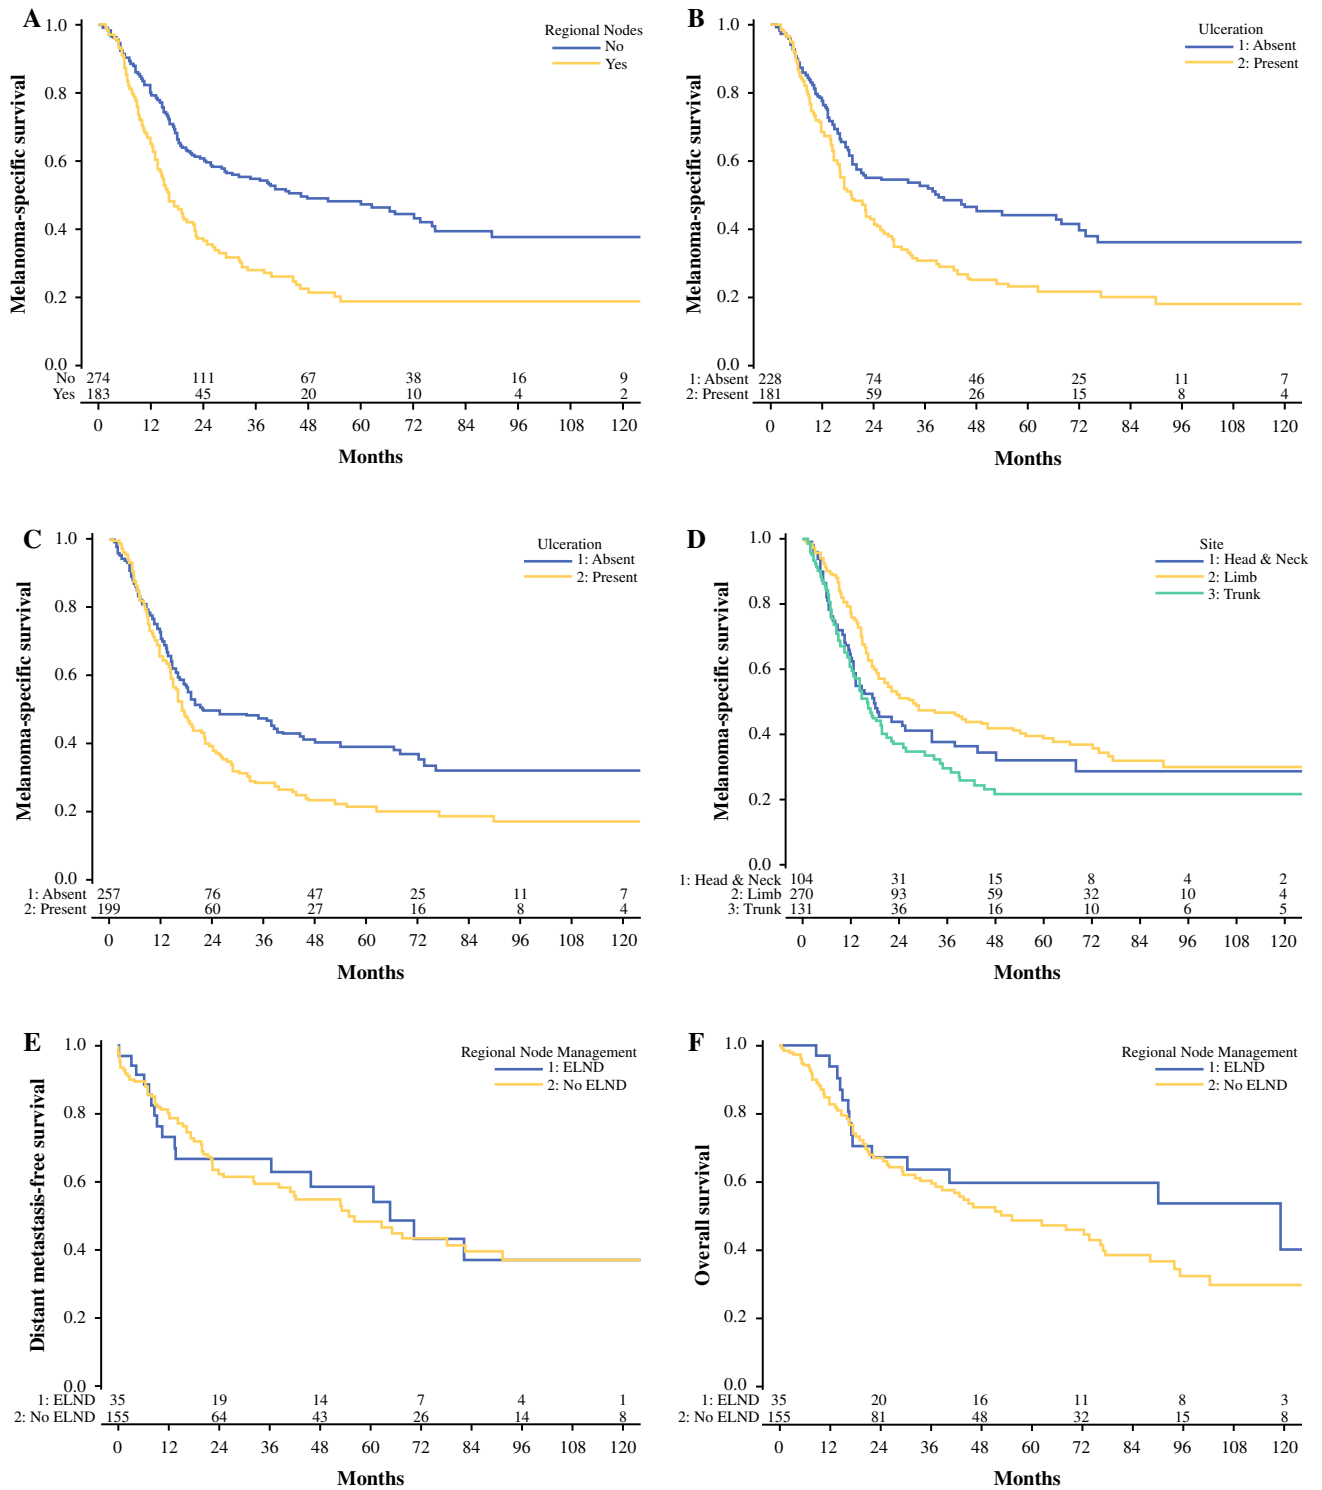 A
Melanoma-specific survival
1.0
0.8
0.6
0.4
0.2
0.0
Regional Nodes
No
Yes
No 274 111 67 38 16 9
Yes 183 45 20 10 4 2
0 12 24 36 48 60 72 84 96 108 120
Months
B
Melanoma-specific survival
1.0
0.8
0.6
0.4
0.2
0.0
Ulceration
1: Absent
2: Present
1: Absent 228 74 46 25 11 7
2: Present 181 59 26 15 8 4
0 12 24 36 48 60 72 84 96 108 120
Months
C
Melanoma-specific survival
1.0
0.8
0.6
0.4
0.2
0.0
Ulceration
1: Absent
2: Present
1: Absent 257 76 47 25 11 7
2: Present 199 60 27 16 8 4
0 12 24 36 48 60 72 84 96 108 120
Months
D
Melanoma-specific survival
1.0
0.8
0.6
0.4
0.2
0.0
Site
1: Head & Neck
2: Limb
3: Trunk
1: Head & Neck 104 31 15 8 4 2
2: Limb 270 93 59 32 10 4
3: Trunk 131 36 16 10 6 5
0 12 24 36 48 60 72 84 96 108 120
Months
E
Distant metastasis-free survival
1.0
0.8
0.6
0.4
0.2
0.0
Regional Node Management
1: ELND
2: No ELND
1: ELND 35 19 14 7 4 1
2: No ELND 155 64 43 26 14 8
0 12 24 36 48 60 72 84 96 108 120
Months
F
Overall survival
1.0
0.8
0.6
0.4
0.2
0.0
Regional Node Management
1: ELND
2: No ELND
1: ELND 35 20 16 11 8 3
2: No ELND 155 81 48 32 15 8
0 12 24 36 48 60 72 84 96 108 120
Months